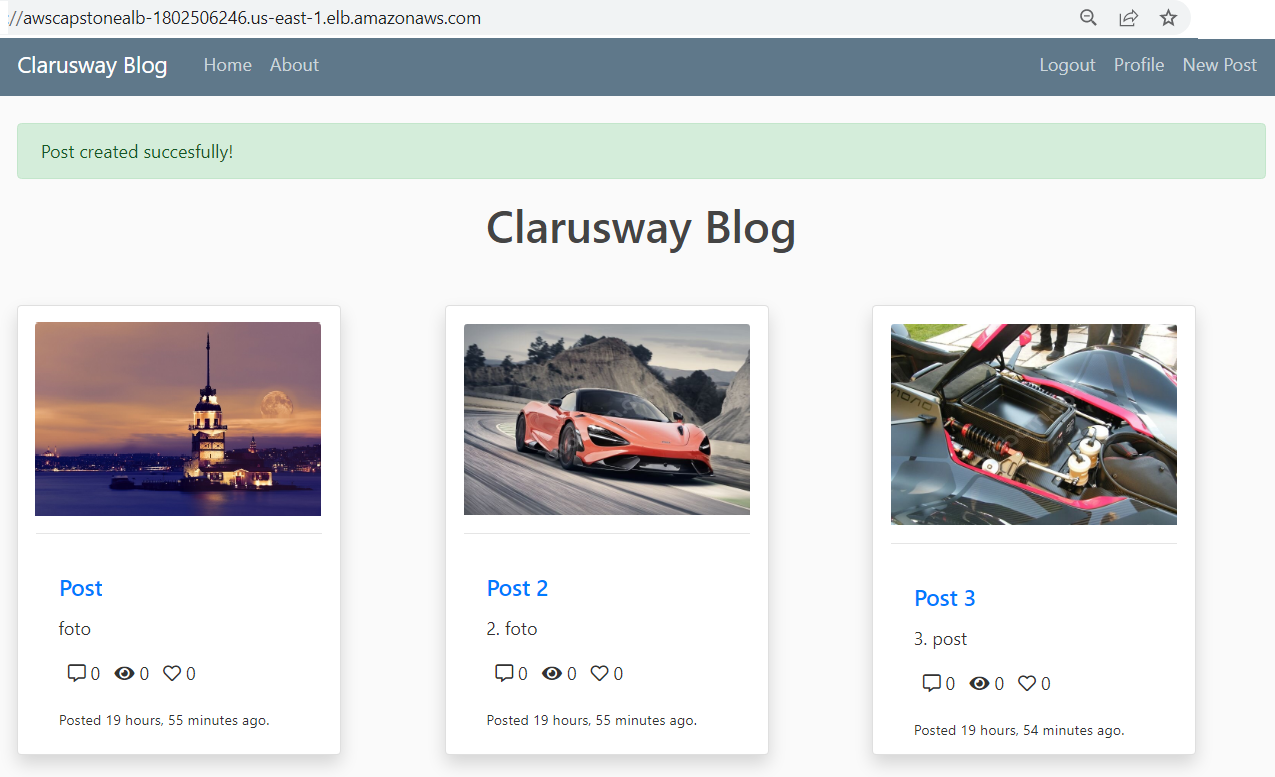 ://awscapstonealb-1802506246.us-east-1.elb.amazonaws.com
Clarusway Blog Home About Logout Profile New Post
Post created succesfully!
Clarusway Blog
Post
foto
0 0 0
Posted 19 hours, 55 minutes ago.
Post 2
2. foto
0 0 0
Posted 19 hours, 55 minutes ago.
Post 3
3. post
0 0 0
Posted 19 hours, 54 minutes ago.